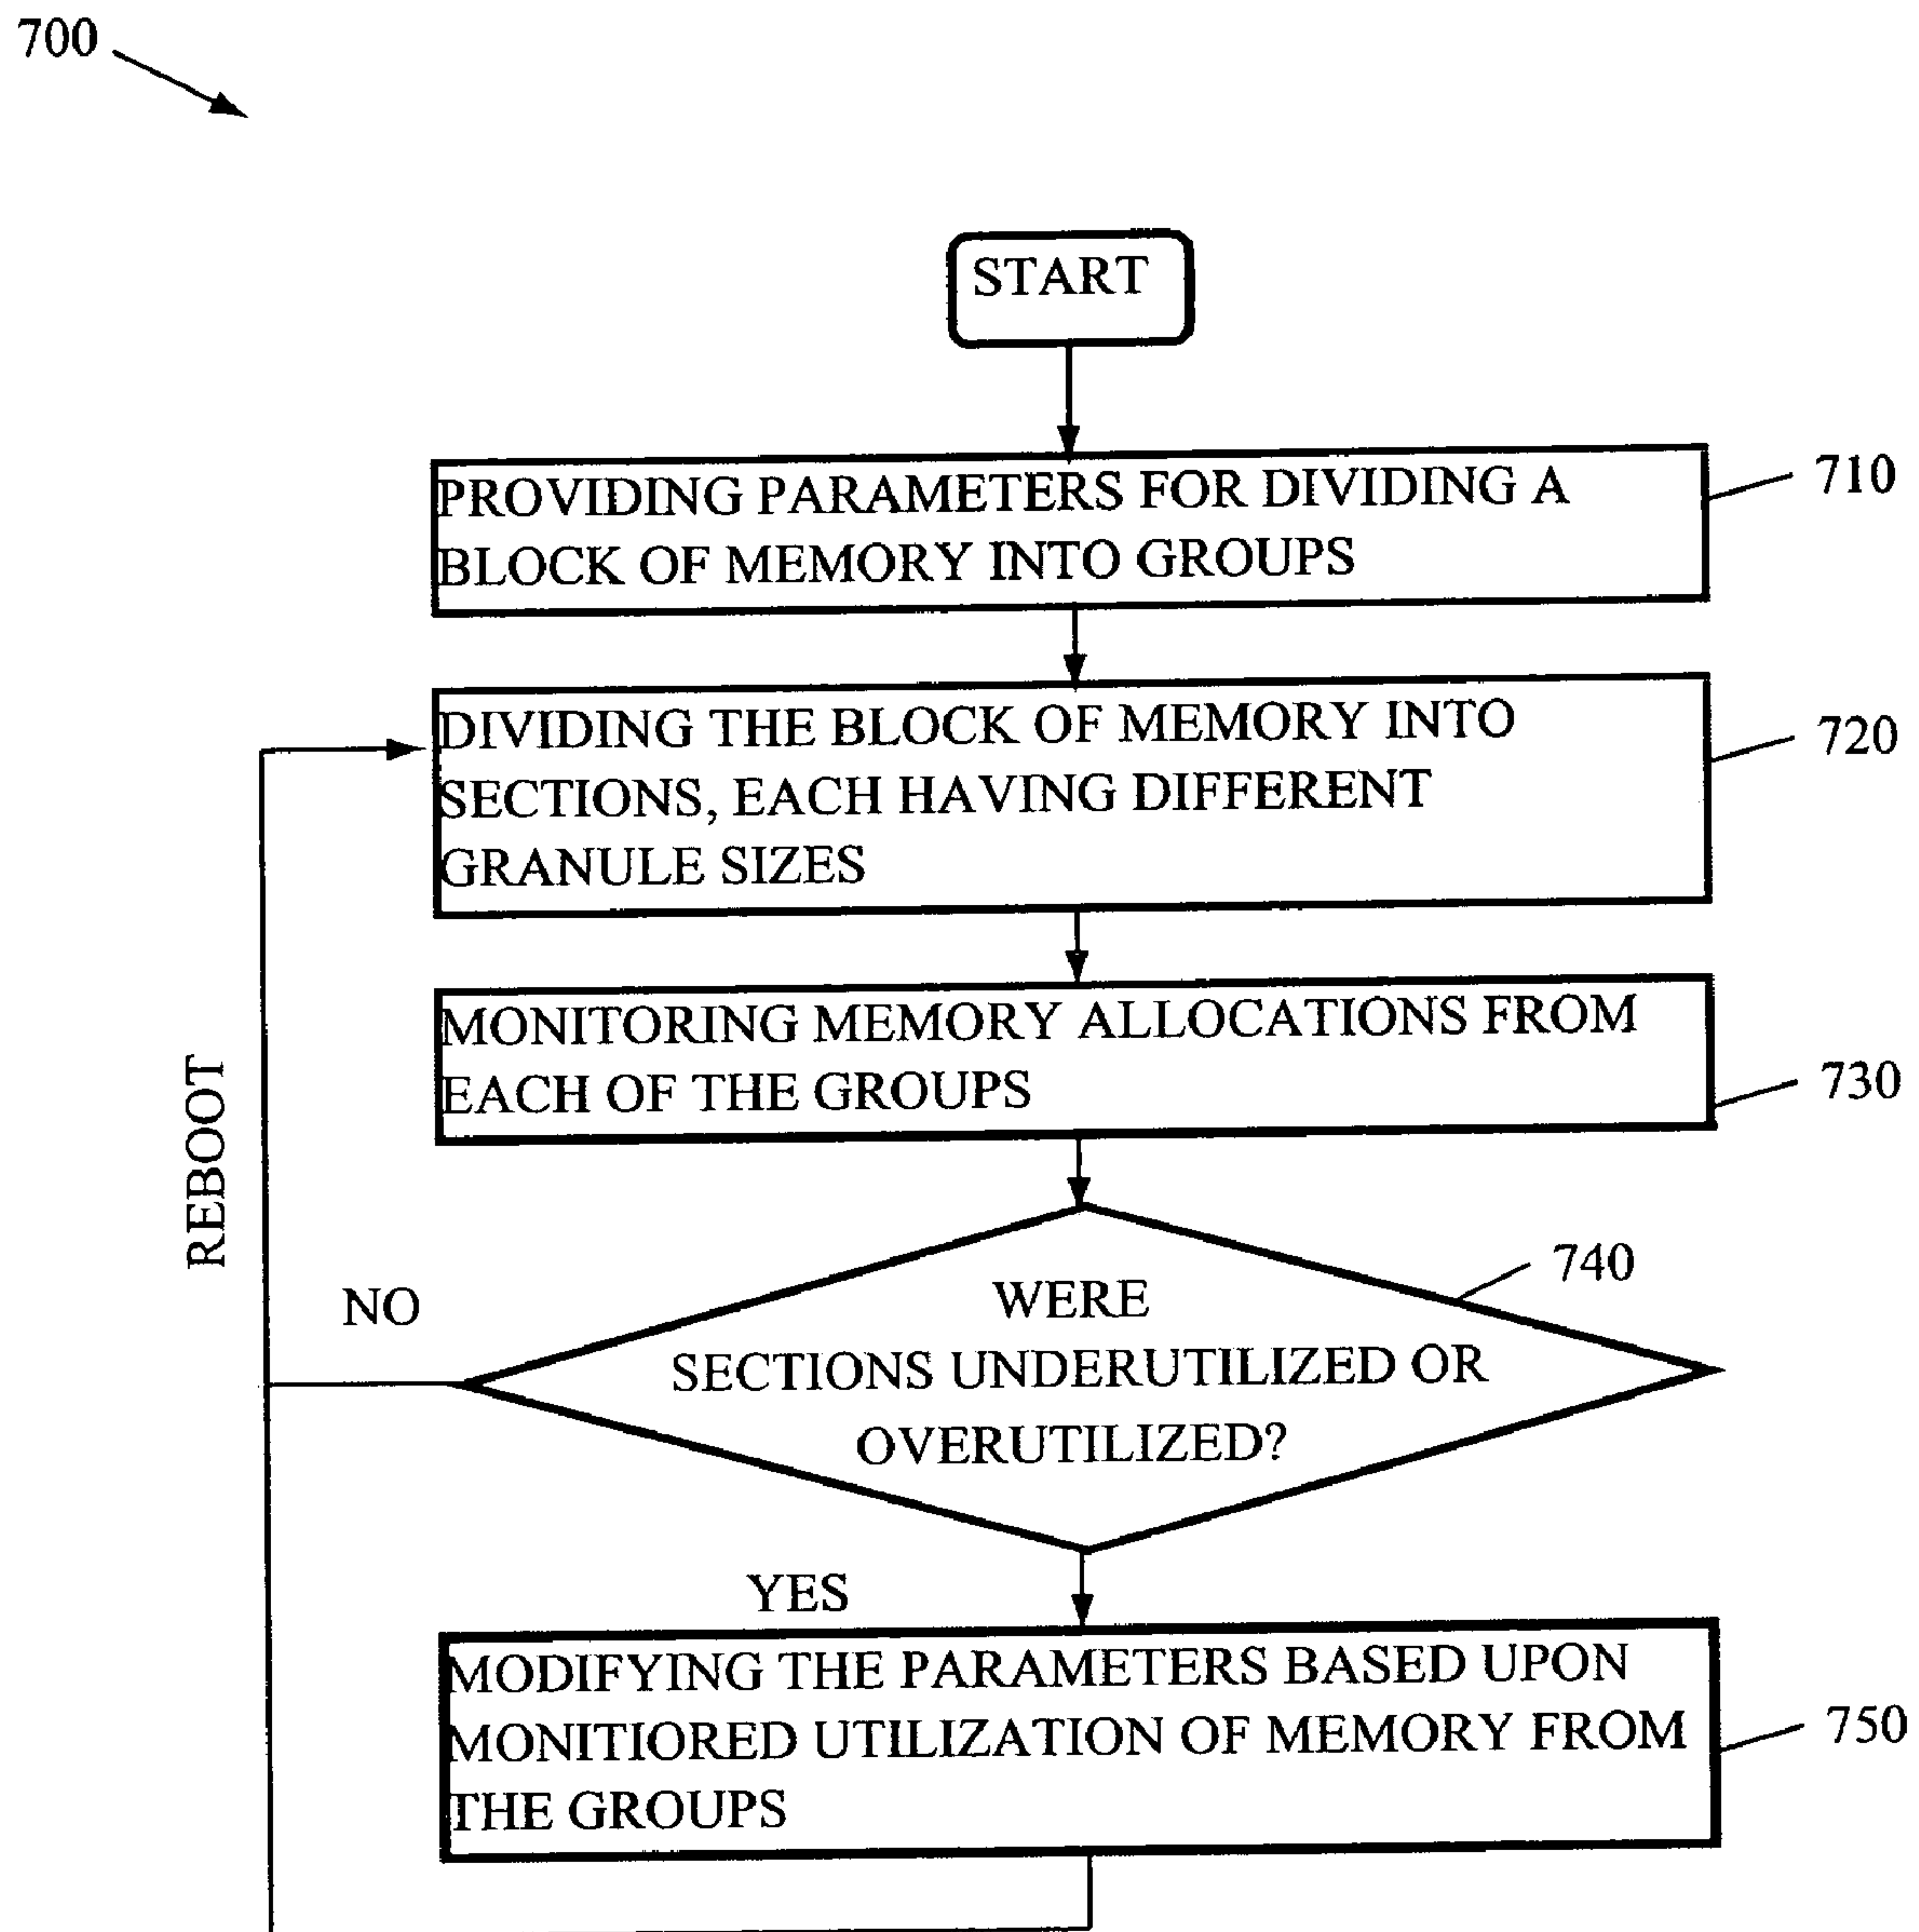 700
START
PROVIDING PARAMETERS FOR DIVIDING A
BLOCK OF MEMORY INTO GROUPS
710
DIVIDING THE BLOCK OF MEMORY INTO
SECTIONS, EACH HAVING DIFFERENT
GRANULE SIZES
720
MONITORING MEMORY ALLOCATIONS FROM
EACH OF THE GROUPS
730
REBOOT
NO
WERE
SECTIONS UNDERUTILIZED OR
OVERUTILIZED?
740
YES
MODIFYING THE PARAMETERS BASED UPON
MONITIORED UTILIZATION OF MEMORY FROM
THE GROUPS
750